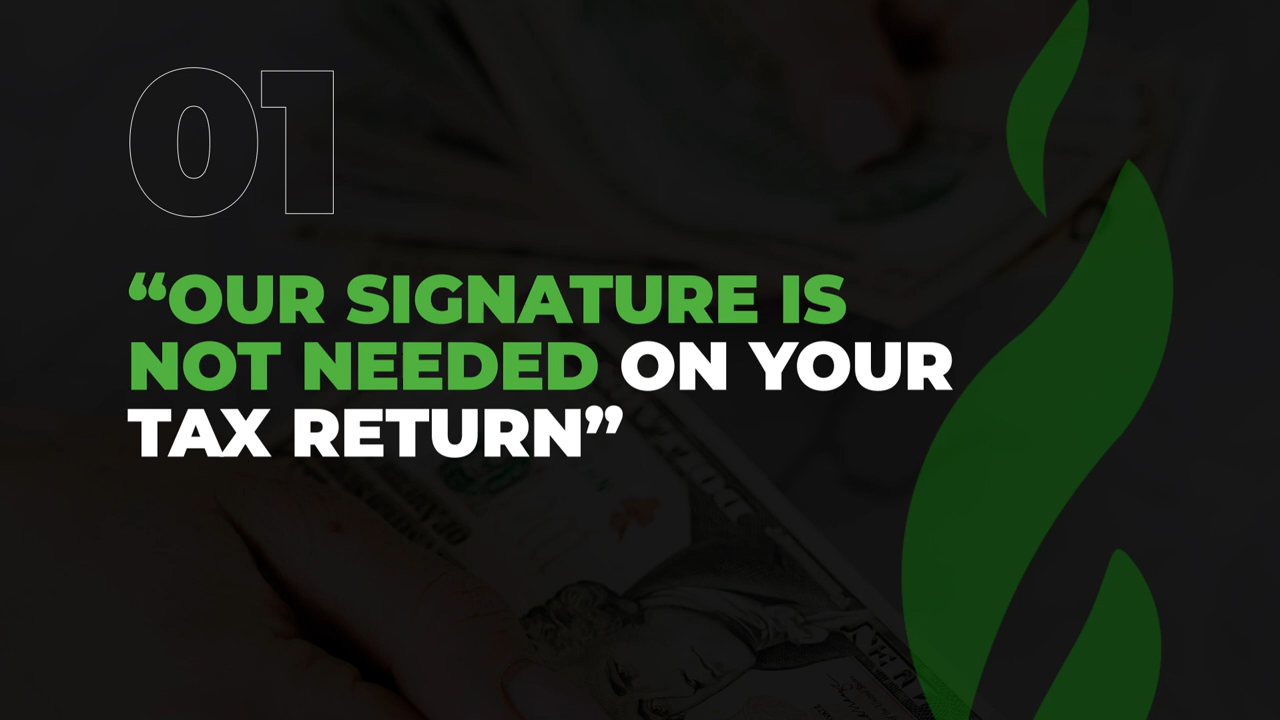 01
“OUR SIGNATURE IS
NOT NEEDED ON YOUR
TAX RETURN”